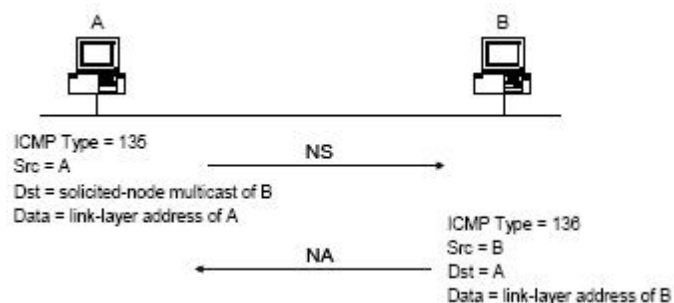 A
B
ICMP Type = 135
Src = A
Dst = solicited-node multicast of B
Data = link-layer address of A
NS
ICMP Type = 136
Src = B
Dst = A
Data = link-layer address of B
NA